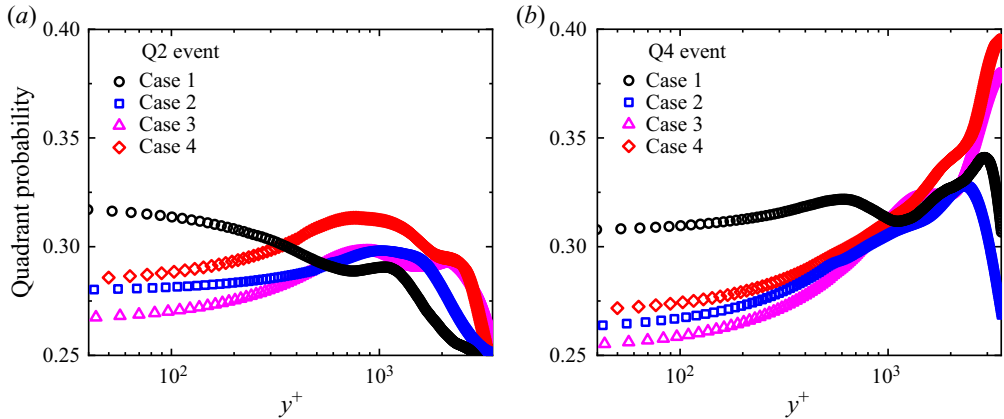 (a)
0.40
0.35
0.30
0.25
Quadrant probability
Q2 event
Case 1
Case 2
Case 3
Case 4
10²
10³
y⁺
(b)
0.40
0.35
0.30
0.25
Q4 event
Case 1
Case 2
Case 3
Case 4
10²
10³
y⁺